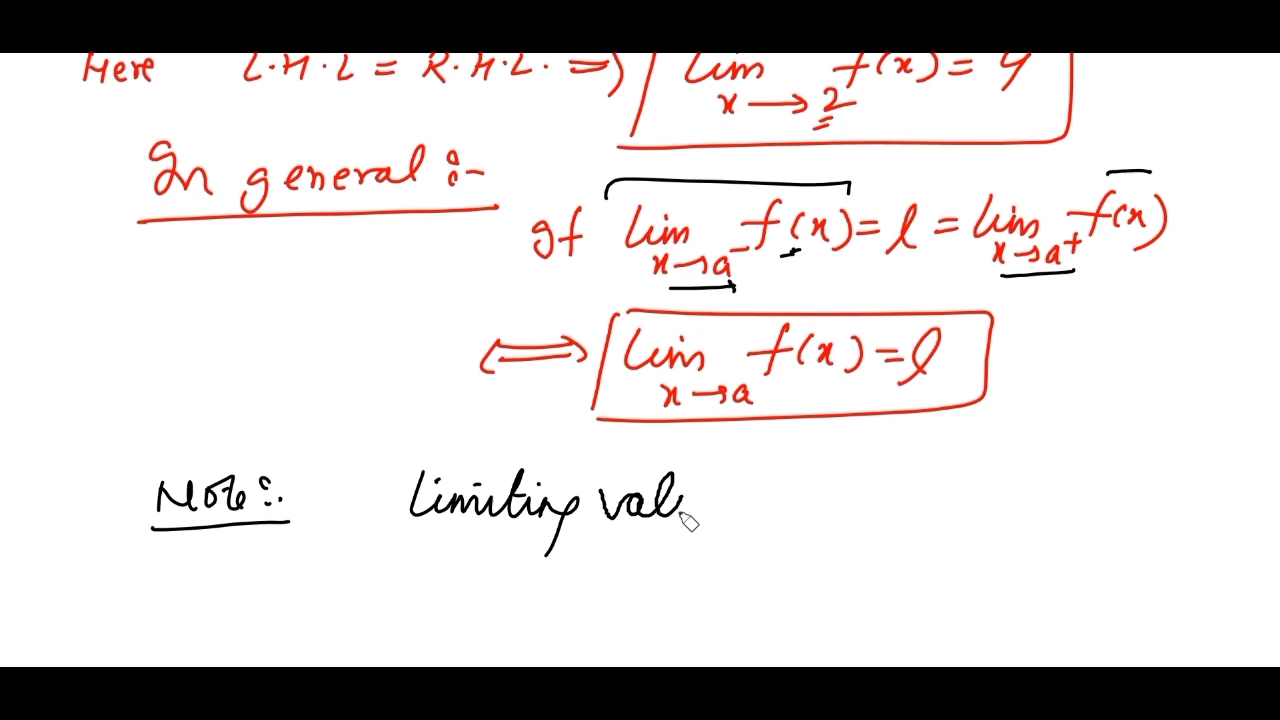 Here L.H.L = R.H.L. ⇒ lim f(x) = 4
x → 2
In general :-
If lim f(x) = l = lim f(x)
x→a⁻ x→a⁺
⟺ lim f(x) = l
x→a
Note:. Limiting val